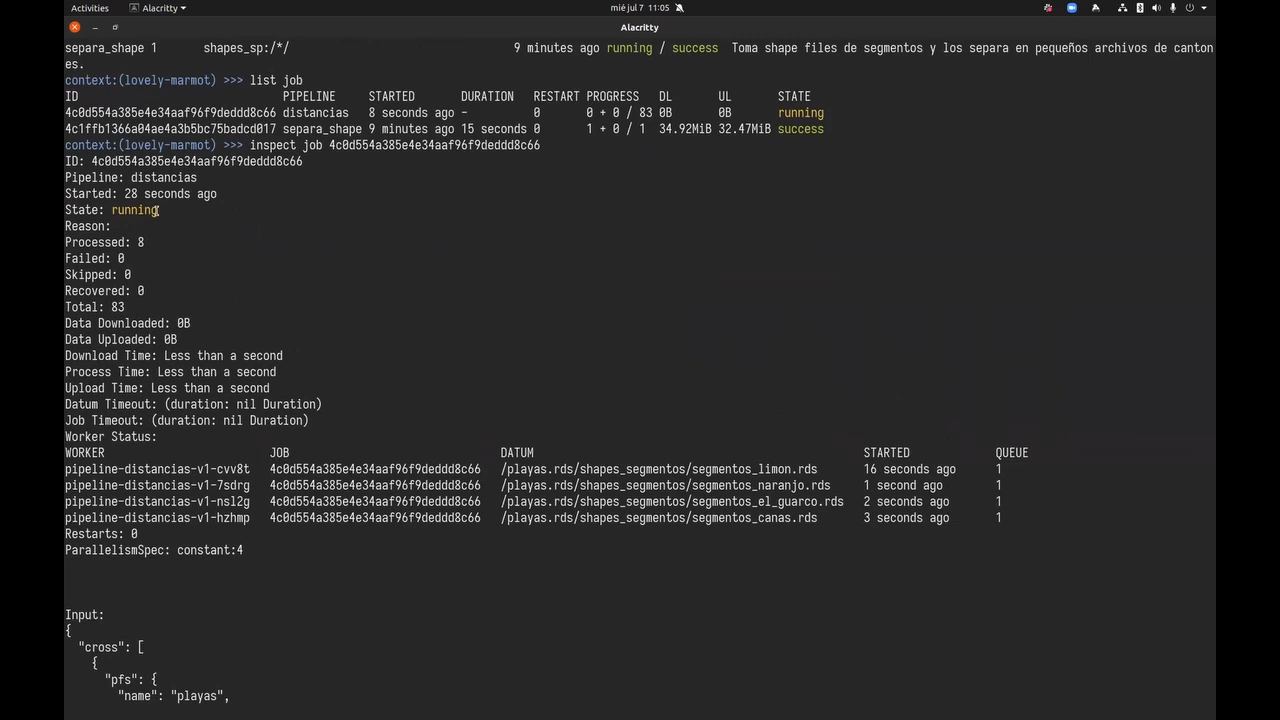 Activities Alacritty mié jul 7 11:05
Alacritty
separa_shape 1 shapes_sp:/*/ 9 minutes ago running / success Toma shape files de segmentos y los separa en pequeños archivos de canton
es.
context:(lovely-marmot) >>> list job
ID PIPELINE STARTED DURATION RESTART PROGRESS DL UL STATE
4c0d554a385e4e34aaf96f9deddd8c66 distancias 8 seconds ago - 0 0 + 0 / 83 0B 0B running
4c1ffb1366a04ae4a3b5bc75badcd017 separa_shape 9 minutes ago 15 seconds 0 1 + 0 / 1 34.92MiB 32.47MiB success
context:(lovely-marmot) >>> inspect job 4c0d554a385e4e34aaf96f9deddd8c66
ID: 4c0d554a385e4e34aaf96f9deddd8c66
Pipeline: distancias
Started: 28 seconds ago
State: running
Reason:
Processed: 8
Failed: 0
Skipped: 0
Recovered: 0
Total: 83
Data Downloaded: 0B
Data Uploaded: 0B
Download Time: Less than a second
Process Time: Less than a second
Upload Time: Less than a second
Datum Timeout: (duration: nil Duration)
Job Timeout: (duration: nil Duration)
Worker Status:
WORKER JOB DATUM STARTED QUEUE
pipeline-distancias-v1-cvv8t 4c0d554a385e4e34aaf96f9deddd8c66 /playas.rds/shapes_segmentos/segmentos_limon.rds 16 seconds ago 1
pipeline-distancias-v1-7sdrg 4c0d554a385e4e34aaf96f9deddd8c66 /playas.rds/shapes_segmentos/segmentos_naranjo.rds 1 second ago 1
pipeline-distancias-v1-nsl2g 4c0d554a385e4e34aaf96f9deddd8c66 /playas.rds/shapes_segmentos/segmentos_el_guarco.rds 2 seconds ago 1
pipeline-distancias-v1-hzhmp 4c0d554a385e4e34aaf96f9deddd8c66 /playas.rds/shapes_segmentos/segmentos_canas.rds 3 seconds ago 1
Restarts: 0
ParallelismSpec: constant:4
Input:
{
"cross": [
{
"pfs": {
"name": "playas",